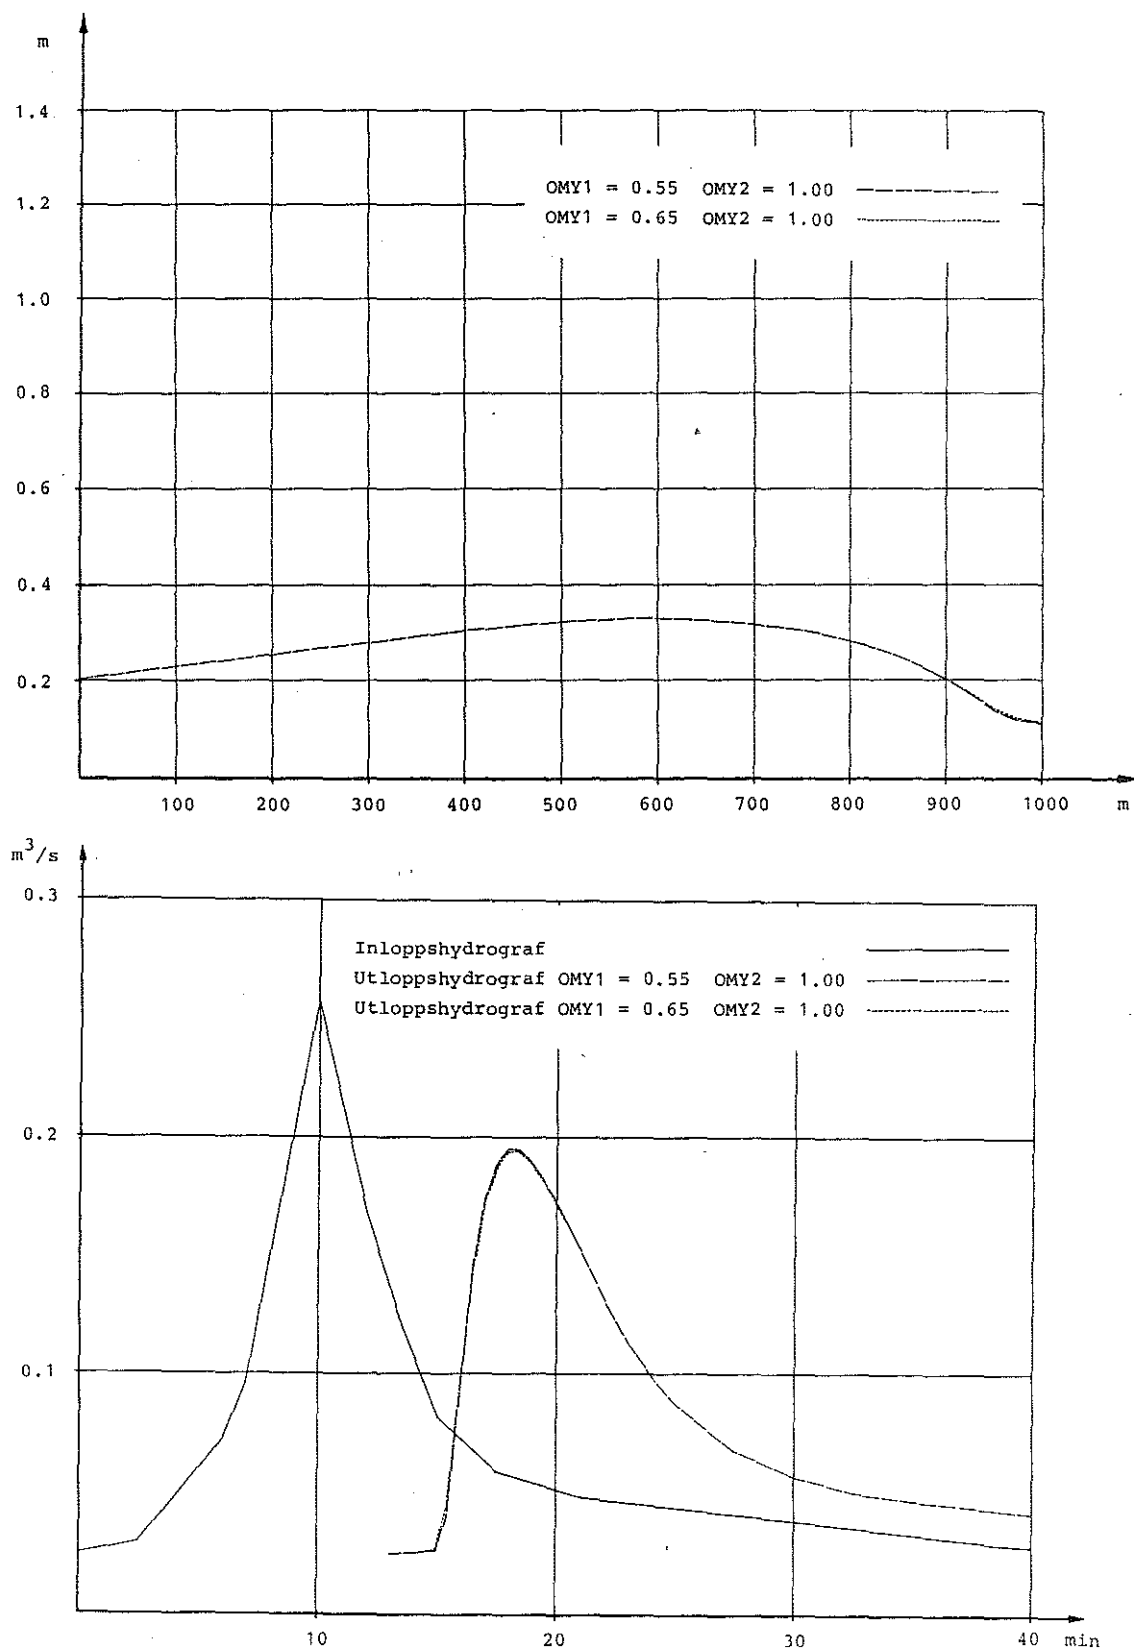 m
1.4
OMY1 = 0.55 OMY2 = 1.00
1.2
OMY1 = 0.65 OMY2 = 1.00
1.0
0.8
0.6
0.4
0.2
100 200 300 400 500 600 700 800 900 1000 m
m³/s
0.3
Inloppshydrograf
Utloppshydrograf OMY1 = 0.55 OMY2 = 1.00
Utloppshydrograf OMY1 = 0.65 OMY2 = 1.00
0.2
0.1
10 20 30 40 min